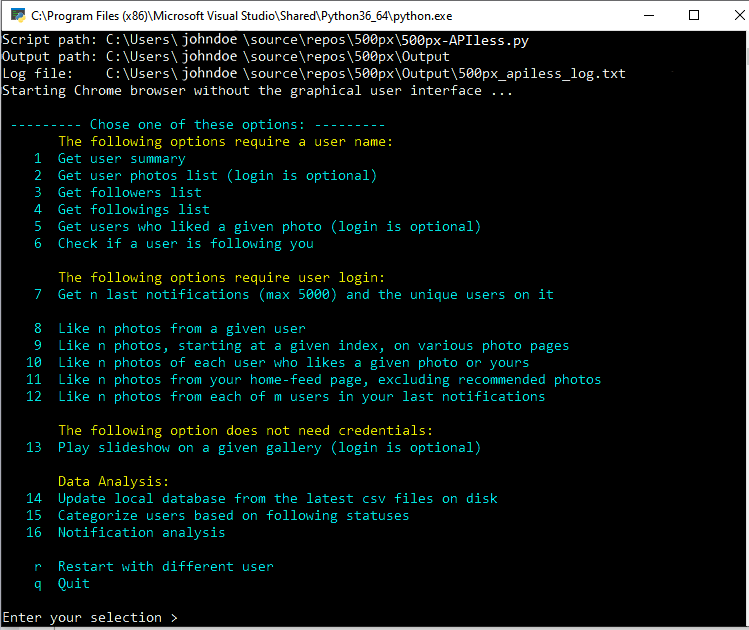 C:\Program Files (x86)\Microsoft Visual Studio\Shared\Python36_64\python.exe
Script path: C:\Users\ johndoe \source\repos\500px\500px-APIless.py
Output path: C:\Users\ johndoe \source\repos\500px\Output
Log file:    C:\Users\ johndoe \source\repos\500px\Output\500px_apiless_log.txt
Starting Chrome browser without the graphical user interface ...
--------- Chose one of these options: ---------
The following options require a user name:
1 Get user summary
2 Get user photos list (login is optional)
3 Get followers list
4 Get followings list
5 Get users who liked a given photo (login is optional)
6 Check if a user is following you
The following options require user login:
7 Get n last notifications (max 5000) and the unique users on it
8 Like n photos from a given user
9 Like n photos, starting at a given index, on various photo pages
10 Like n photos of each user who likes a given photo or yours
11 Like n photos from your home-feed page, excluding recommended photos
12 Like n photos from each of m users in your last notifications
The following option does not need credentials:
13 Play slideshow on a given gallery (login is optional)
Data Analysis:
14 Update local database from the latest csv files on disk
15 Categorize users based on following statuses
16 Notification analysis
r Restart with different user
q Quit
Enter your selection >